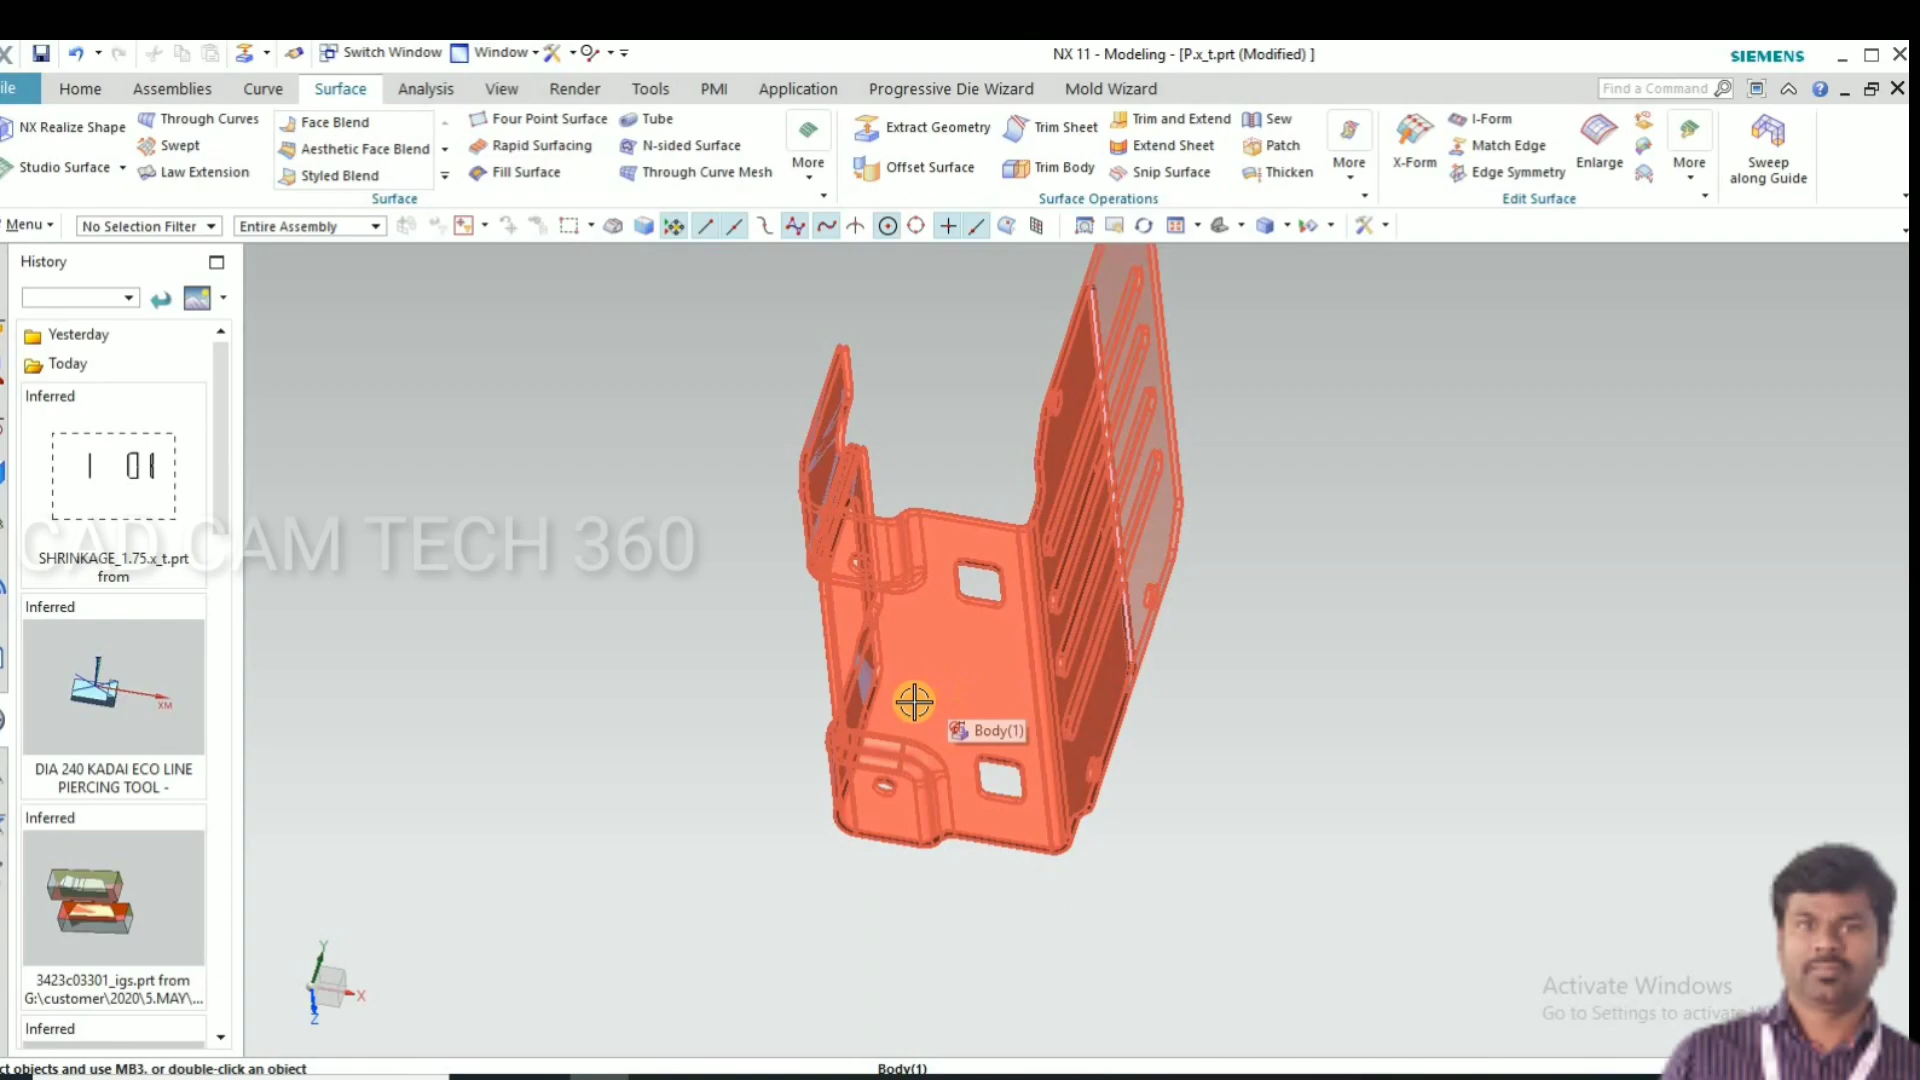 Switch Window
Window
NX 11 - Modeling - [P.x_t.prt (Modified) ]
SIEMENS
ile
Home
Assemblies
Curve
Surface
Analysis
View
Render
Tools
PMI
Application
Progressive Die Wizard
Mold Wizard
Find a Command
NX Realize Shape
Studio Surface
Through Curves
Swept
Law Extension
Face Blend
Aesthetic Face Blend
Styled Blend
Four Point Surface
Rapid Surfacing
Fill Surface
Tube
N-sided Surface
Through Curve Mesh
More
Surface
Extract Geometry
Offset Surface
Trim Sheet
Trim Body
Trim and Extend
Extend Sheet
Snip Surface
Sew
Patch
Thicken
More
Surface Operations
X-Form
I-Form
Match Edge
Edge Symmetry
Enlarge
More
Edit Surface
Sweep
along Guide
Menu
No Selection Filter
Entire Assembly
History
Yesterday
Today
Inferred
SHRINKAGE_1.75.x_t.prt
from
Inferred
XM
DIA 240 KADAI ECO LINE
PIERCING TOOL -
Inferred
3423c03301_igs.prt from
G:\customer\2020\5.MAY\...
Inferred
CAD CAM TECH 360
Body(1)
Y
X
Z
Activate Windows
Go to Settings to activate
ct objects and use MB3, or double-click an object
Body(1)